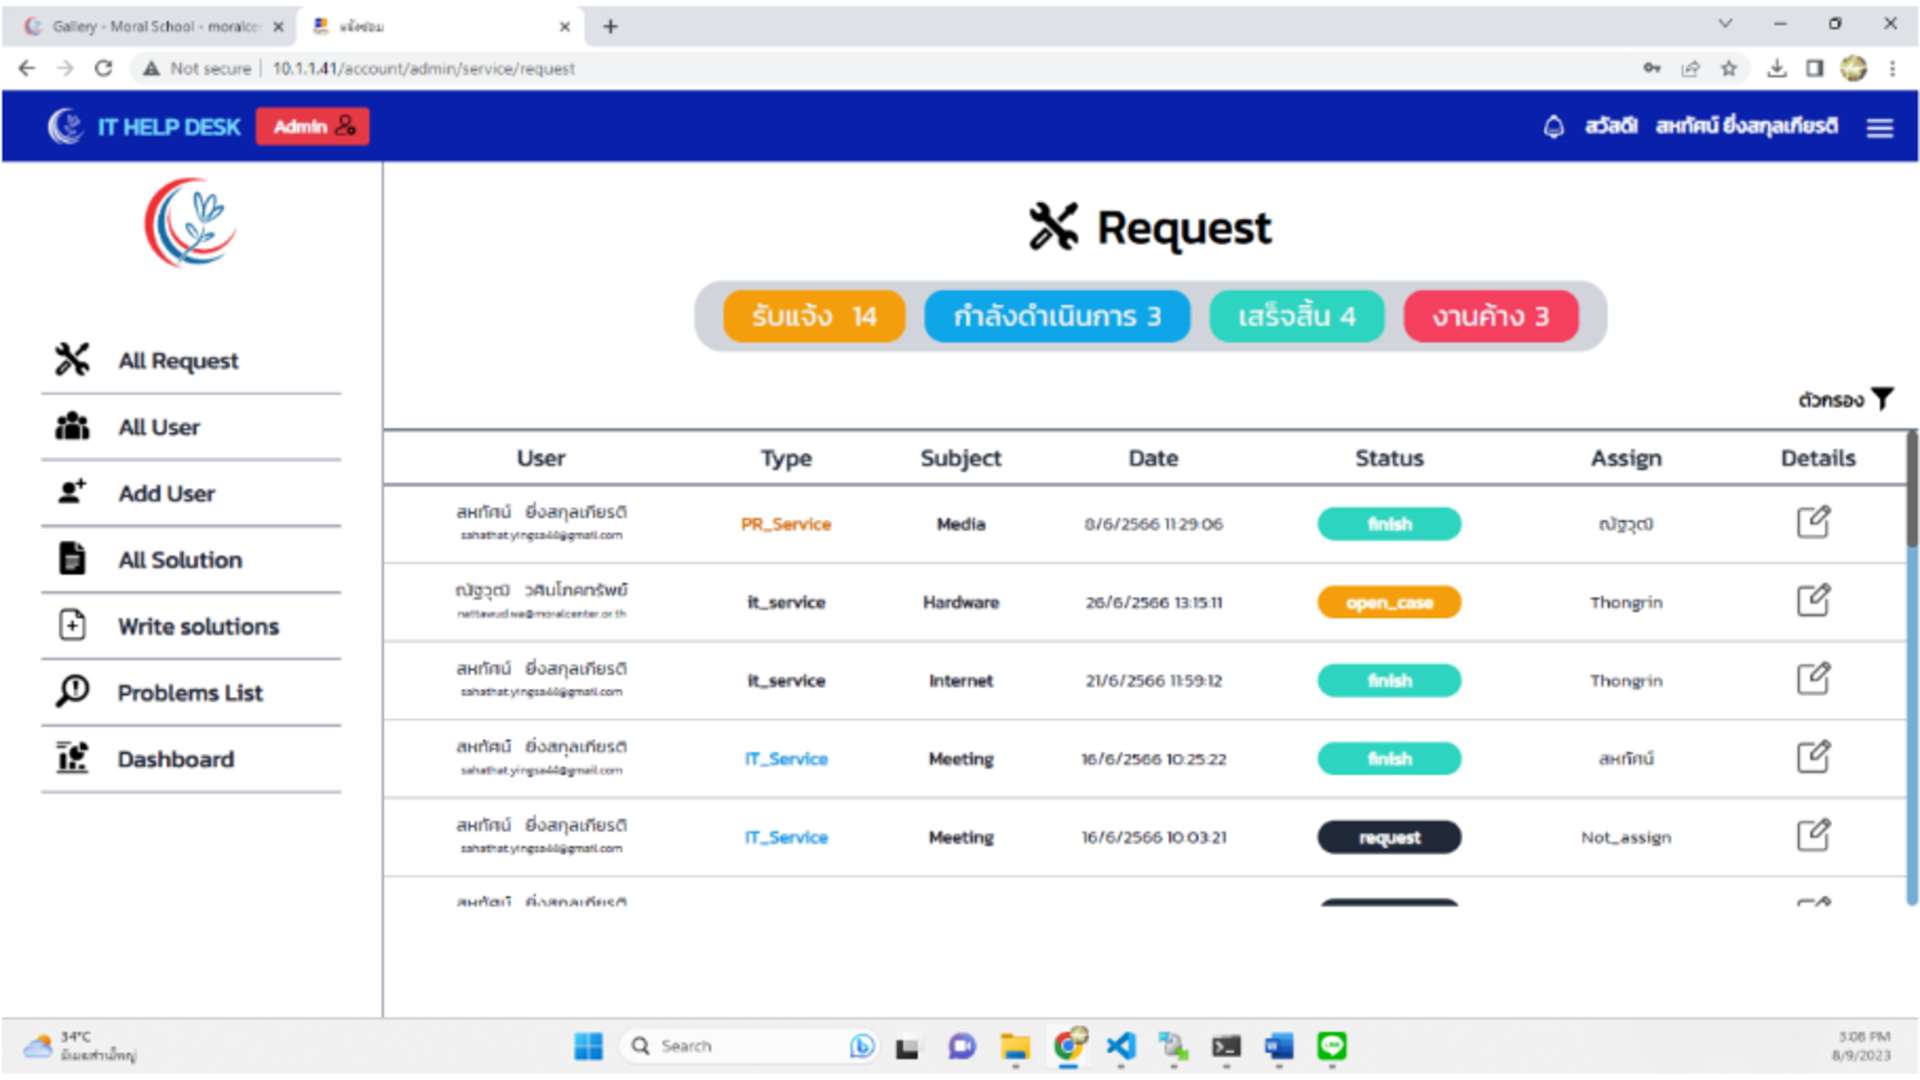 Gallery - Moral School - moralce
แจ้งซ่อม
Not secure 10.1.1.41/account/admin/service/request
IT HELP DESK Admin
สวัสดี! สหทัศน์ ยิ่งสกุลเกียรติ
Request
รับแจ้ง 14 กำลังดำเนินการ 3 เสร็จสิ้น 4 งานค้าง 3
ตัวกรอง
All Request
All User
Add User
All Solution
Write solutions
Problems List
Dashboard
User Type Subject Date Status Assign Details
สหทัศน์ ยิ่งสกุลเกียรติ
sahathat.yingsa44@gmail.com
PR_Service Media 8/6/2566 11:29:06 finish ณัฐวุฒิ
ณัฐวุฒิ วศินโภคทรัพย์
nattawud.wa@moralcenter.or.th
it_service Hardware 26/6/2566 13:15:11 open_case Thongrin
สหทัศน์ ยิ่งสกุลเกียรติ
sahathat.yingsa44@gmail.com
it_service Internet 21/6/2566 11:59:12 finish Thongrin
สหทัศน์ ยิ่งสกุลเกียรติ
sahathat.yingsa44@gmail.com
IT_Service Meeting 16/6/2566 10:25:22 finish สหทัศน์
สหทัศน์ ยิ่งสกุลเกียรติ
sahathat.yingsa44@gmail.com
IT_Service Meeting 16/6/2566 10:03:21 request Not_assign
สหทัศน์ ยิ่งสกุลเกียรติ
34°C
มีเมฆส่วนใหญ่
Search
3:08 PM
8/9/2023